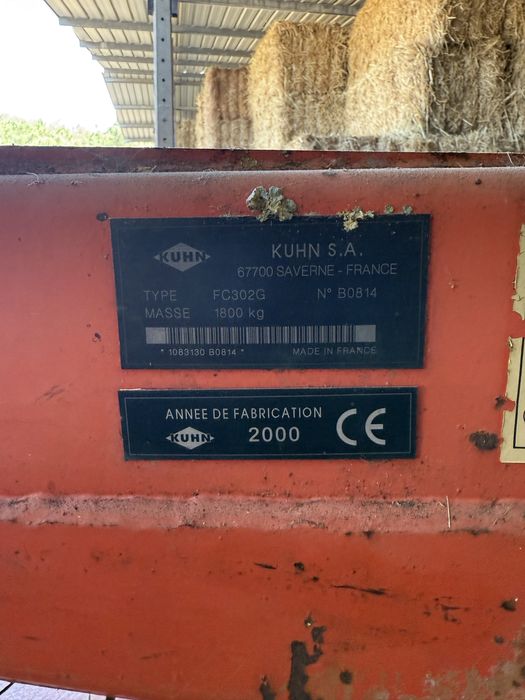 KUHN
KUHN S.A.
67700 SAVERNE - FRANCE
TYPE FC302G N° B0814
MASSE 1800 kg
* 1083130 B0814 * MADE IN FRANCE
ANNEE DE FABRICATION
KUHN 2000 CE